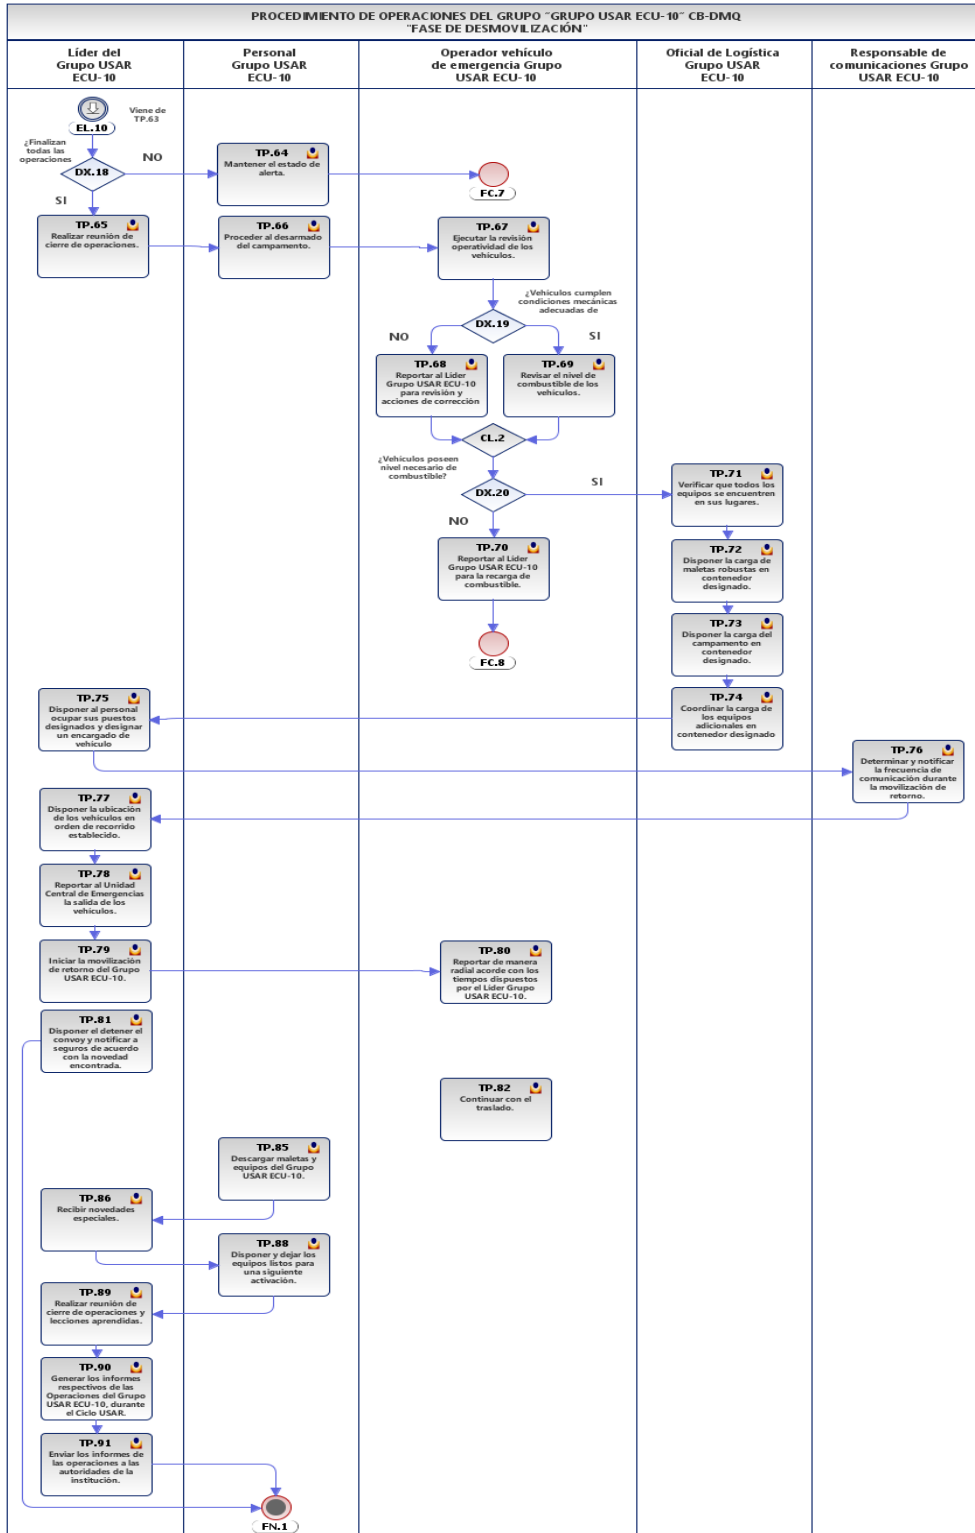 PROCEDIMIENTO DE OPERACIONES DEL GRUPO "GRUPO USAR ECU-10" CB-DMQ
"FASE DE DESMOVILIZACIÓN"
Líder del
Grupo USAR
ECU-10
Personal
Grupo USAR
ECU-10
Operador vehículo
de emergencia Grupo
USAR ECU-10
Oficial de Logística
Grupo USAR
ECU-10
Responsable de
comunicaciones Grupo
USAR ECU-10
Viene de
TP.63
EL.10
¿Finalizan
todas las
operaciones
DX.18
NO
SI
TP.64
Mantener el estado de
alerta.
FC.7
TP.65
Realizar reunión de
cierre de operaciones.
TP.66
Proceder al desarmado
del campamento.
TP.67
Ejecutar la revisión
operatividad de los
vehículos.
¿Vehículos cumplen
condiciones mecánicas
adecuadas de
DX.19
NO
SI
TP.68
Reportar al Líder
Grupo USAR ECU-10
para revisión y
acciones de corrección
TP.69
Revisar el nivel de
combustible de los
vehículos.
CL.2
¿Vehículos poseen
nivel necesario de
combustible?
DX.20
SI
NO
TP.71
Verificar que todos los
equipos se encuentren
en sus lugares.
TP.70
Reportar al Líder
Grupo USAR ECU-10
para la recarga de
combustible.
TP.72
Disponer la carga de
maletas robustas en
contenedor
designado.
TP.73
Disponer la carga del
campamento en
contenedor
designado.
FC.8
TP.74
Coordinar la carga de
los equipos
adicionales en
contenedor designado
TP.75
Disponer al personal
ocupar sus puestos
designados y designar
un encargado de
vehículo
TP.76
Determinar y notificar
la frecuencia de
comunicación durante
la movilización de
retorno.
TP.77
Disponer la ubicación
de los vehículos en
orden de recorrido
establecido.
TP.78
Reportar al Unidad
Central de Emergencias
la salida de los
vehículos.
TP.79
Iniciar la movilización
de retorno del Grupo
USAR ECU-10.
TP.80
Reportar de manera
radial acorde con los
tiempos dispuestos
por el Líder Grupo
USAR ECU-10.
TP.81
Disponer el detener el
convoy y notificar a
seguros de acuerdo
con la novedad
encontrada.
TP.82
Continuar con el
traslado.
TP.85
Descargar maletas y
equipos del Grupo
USAR ECU-10.
TP.86
Recibir novedades
especiales.
TP.88
Disponer y dejar los
equipos listos para
una siguiente
activación.
TP.89
Realizar reunión de
cierre de operaciones y
lecciones aprendidas.
TP.90
Generar los informes
respectivos de las
Operaciones del Grupo
USAR ECU-10, durante
el Ciclo USAR.
TP.91
Enviar los informes de
las operaciones a las
autoridades de la
institución.
FN.1